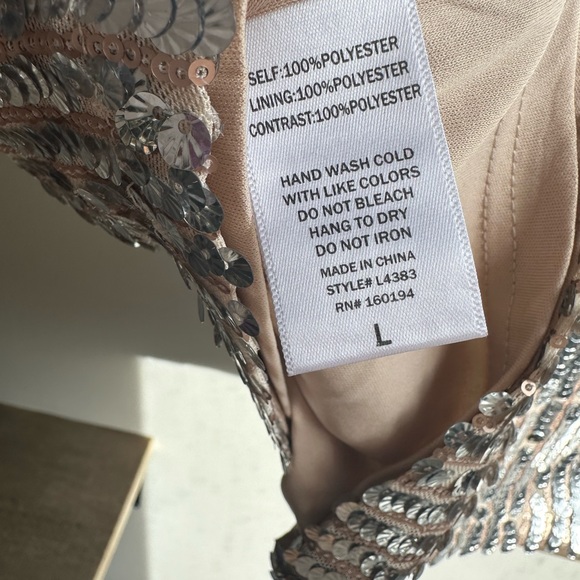 SELF:100%POLYESTER
LINING:100%POLYESTER
CONTRAST:100%POLYESTER
HAND WASH COLD
WITH LIKE COLORS
DO NOT BLEACH
HANG TO DRY
DO NOT IRON
MADE IN CHINA
STYLE# L4383
RN# 160194
L